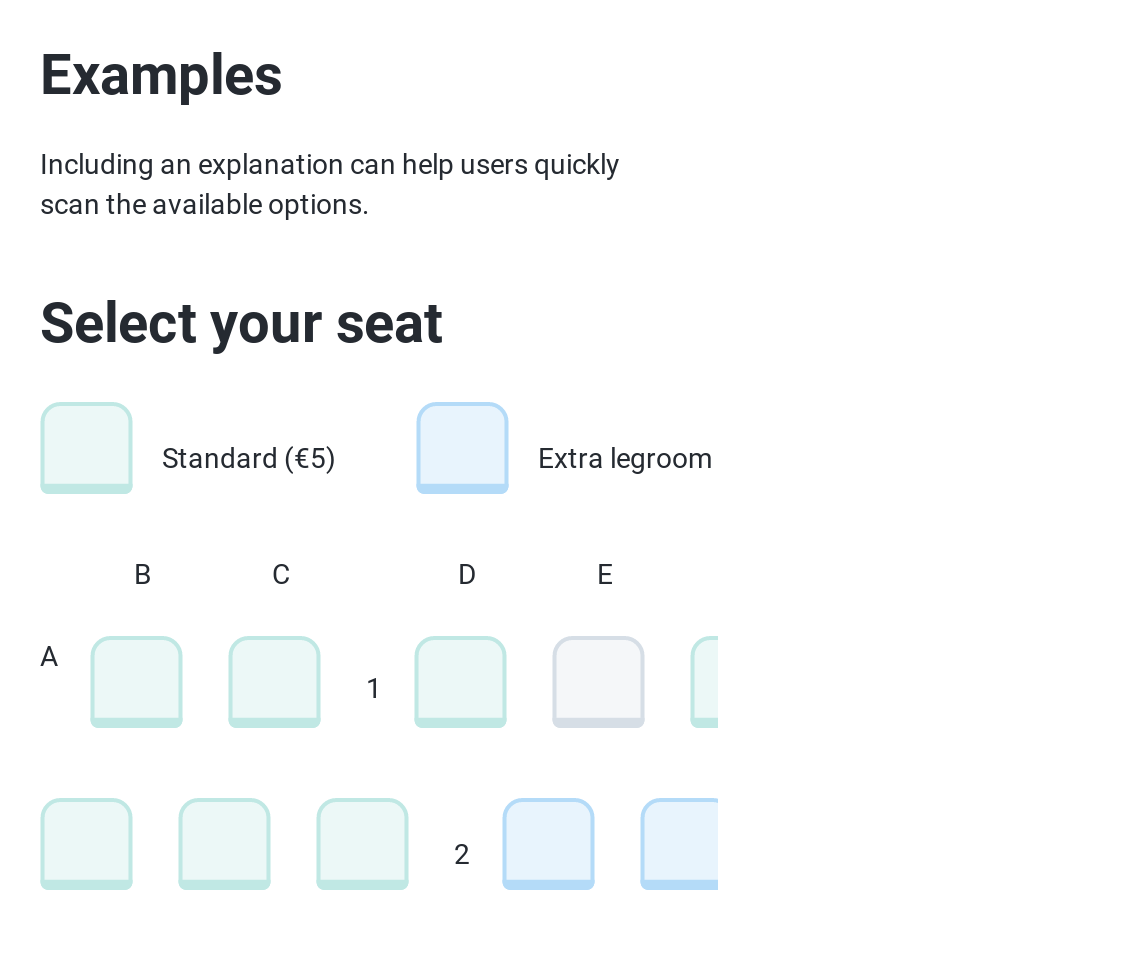 Examples
Including an explanation can help users quickly
scan the available options.
Select your seat
Standard (€5) Extra legroom
B C D E
A 1
2